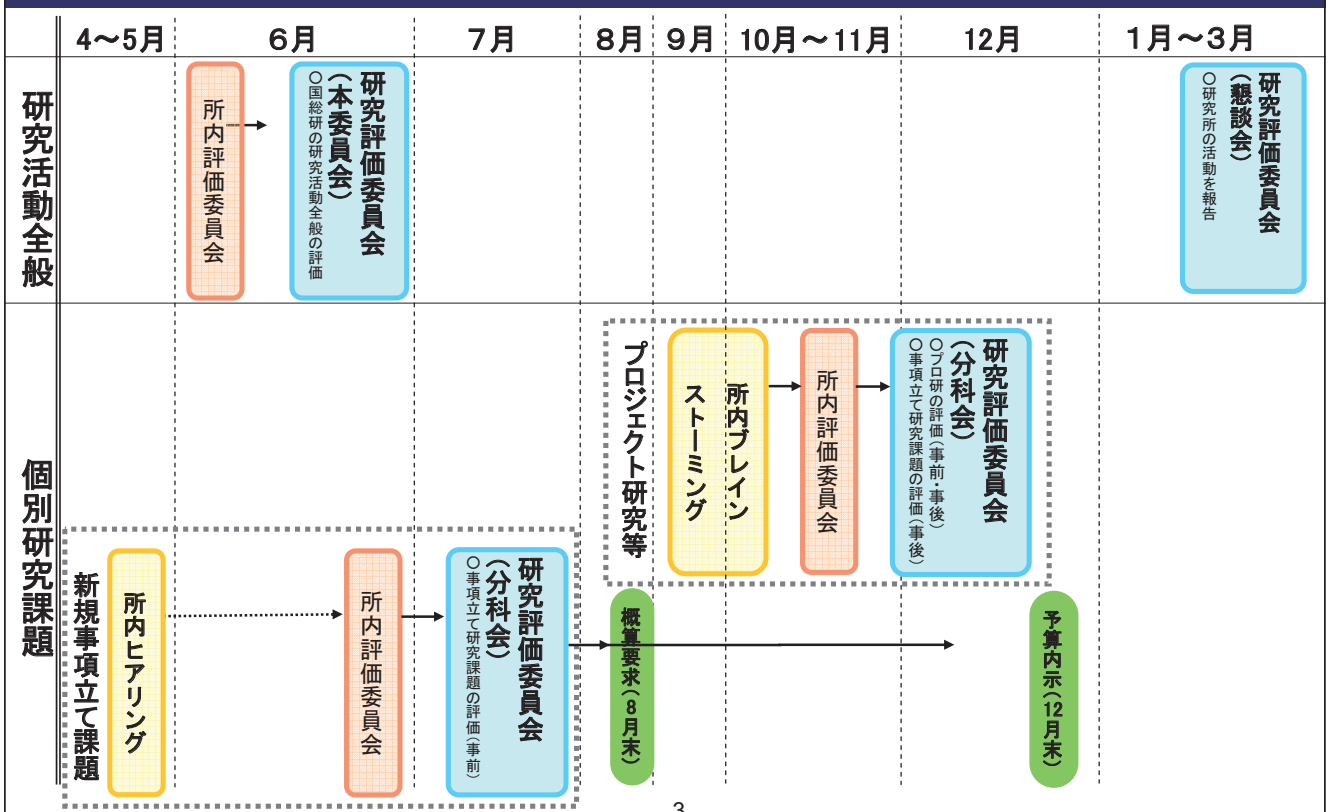 4～5月
6月
7月
8月
9月
10月～11月
12月
1月～3月
研究活動全般
所内評価委員会
研究評価委員会
（本委員会）
○国総研の研究活動全般の評価
研究評価委員会
（懇談会）
○研究所の活動を報告
個別研究課題
プロジェクト研究等
所内ブレイン
ストーミング
所内評価委員会
研究評価委員会
（分科会）
○プロ研の評価（事前・事後）
○事項立て研究課題の評価（事後）
新規事項立て課題
所内ヒアリング
所内評価委員会
研究評価委員会
（分科会）
○事項立て研究課題の評価（事前）
概算要求（8月末）
予算内示（12月末）
3